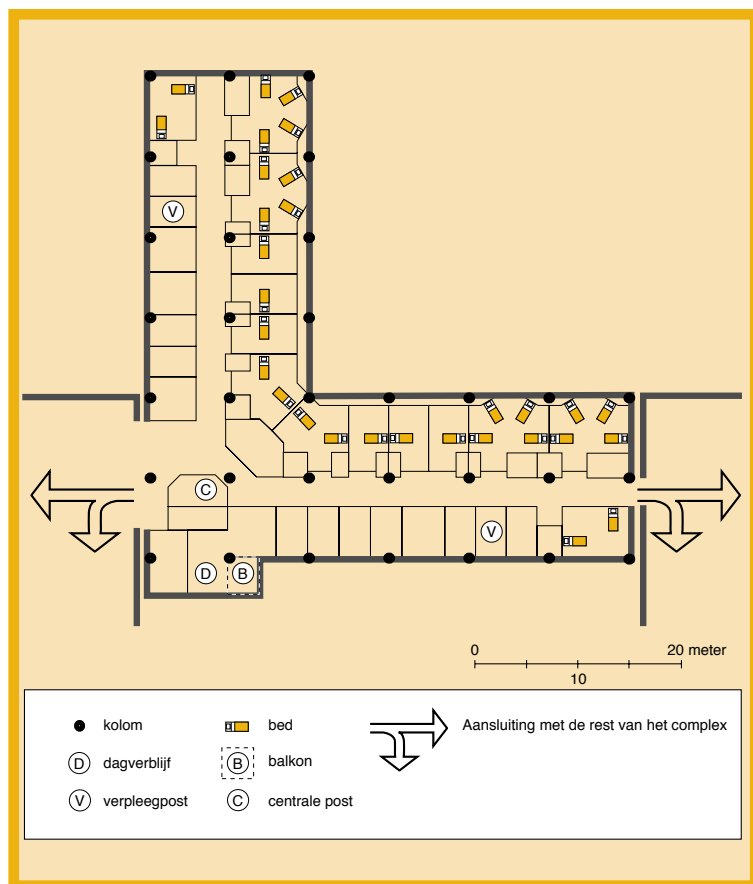 V
C
V
D
B
0
20 meter
10
kolom
bed
Aansluiting met de rest van het complex
D
dagverblijf
B
balkon
V
verpleegpost
C
centrale post